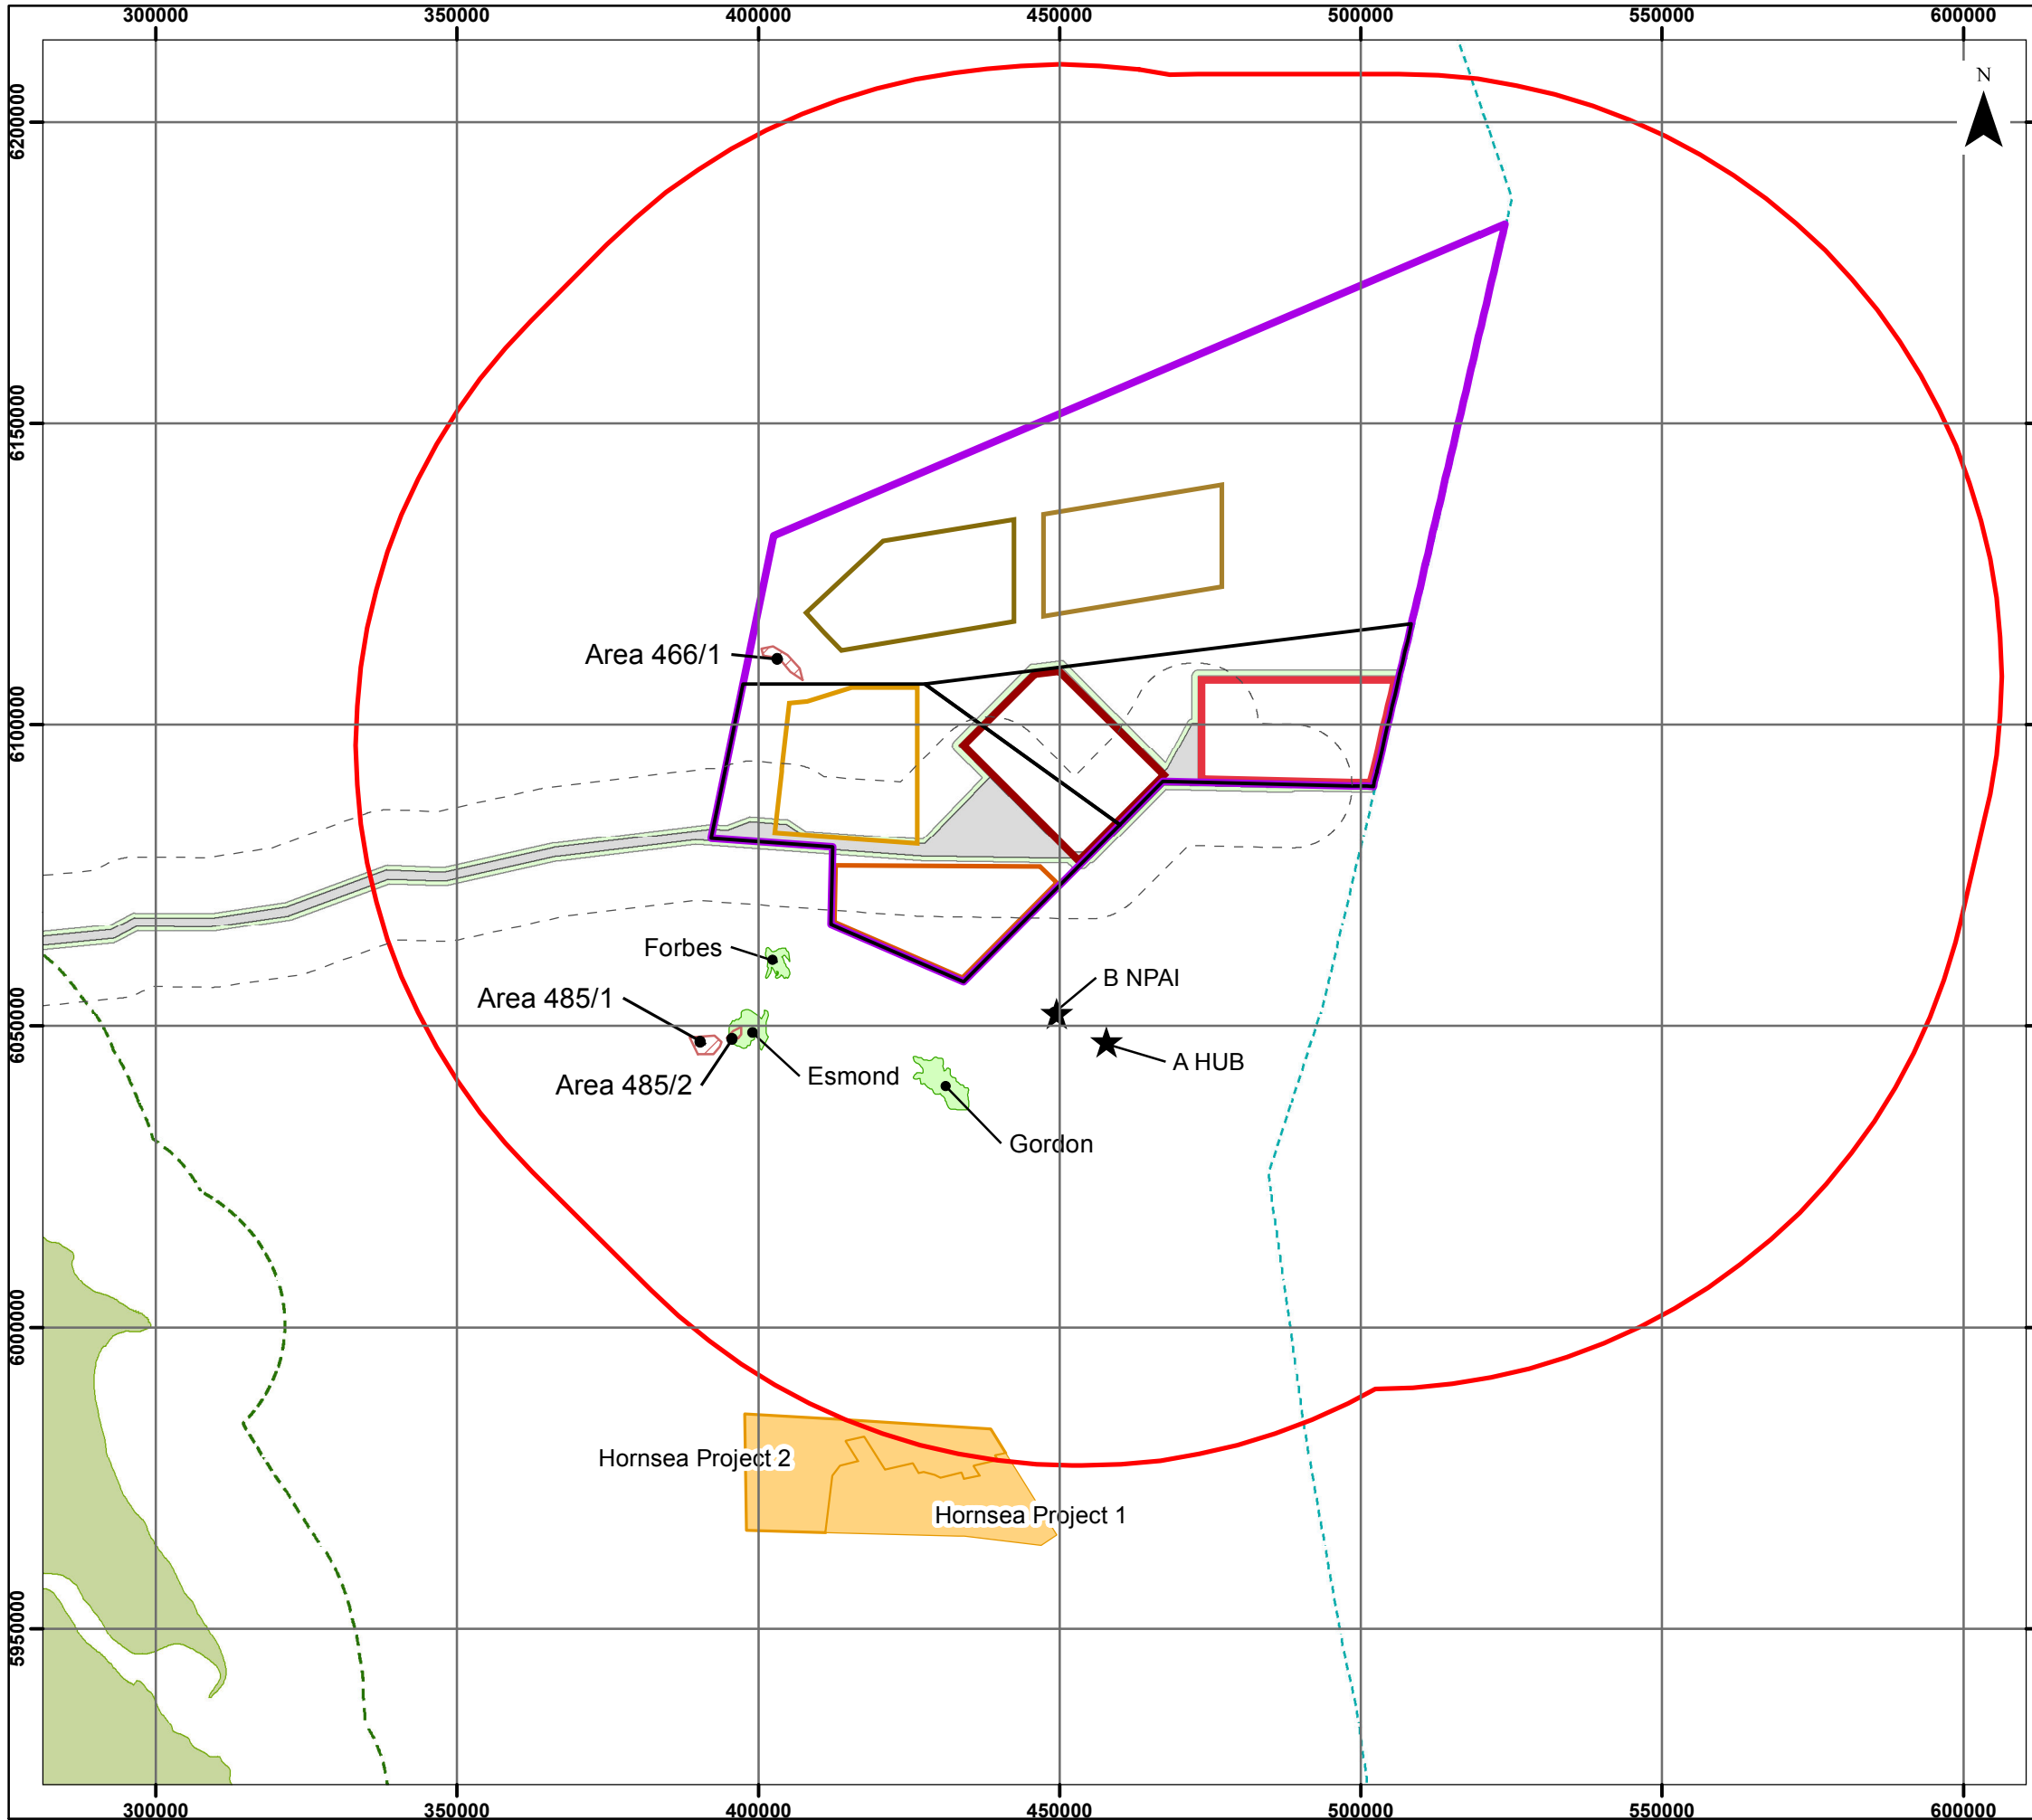 300000 350000 400000 450000 500000 550000 600000
N
6200000
6150000
Area 466/1
6100000
Forbes
B NPAI
Area 485/1
6050000
A HUB
Esmond
Area 485/2
Gordon
6000000
Hornsea Project 2
Hornsea Project 1
5950000
300000 350000 400000 450000 500000 550000 600000